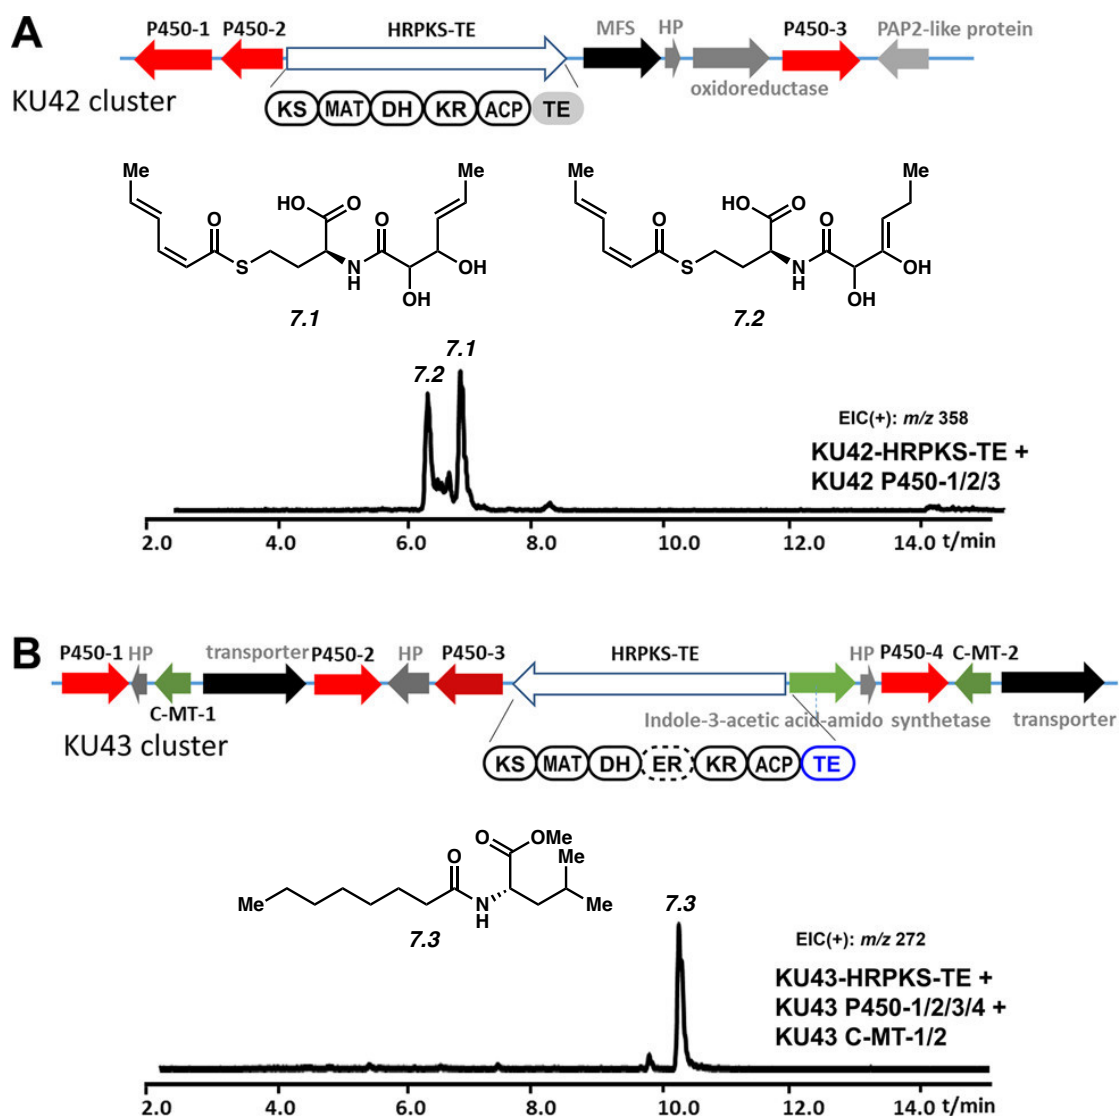 A
P450-1 P450-2 HRPKS-TE MFS HP P450-3 PAP2-like protein
oxidoreductase
KU42 cluster
KS MAT DH KR ACP TE
Me Me Me Me
HO O O HO O O
O O
S N H OH OH S N H OH OH
7.1 7.2
7.1
7.2
EIC(+): m/z 358
KU42-HRPKS-TE +
KU42 P450-1/2/3
2.0 4.0 6.0 8.0 10.0 12.0 14.0 t/min
B
P450-1 HP transporter P450-2 HP P450-3 HRPKS-TE HP P450-4 C-MT-2
C-MT-1 Indole-3-acetic acid-amido synthetase transporter
KU43 cluster
KS MAT DH ER KR ACP TE
O OMe
O Me
Me N H Me
7.3
7.3
EIC(+): m/z 272
KU43-HRPKS-TE +
KU43 P450-1/2/3/4 +
KU43 C-MT-1/2
2.0 4.0 6.0 8.0 10.0 12.0 14.0 t/min